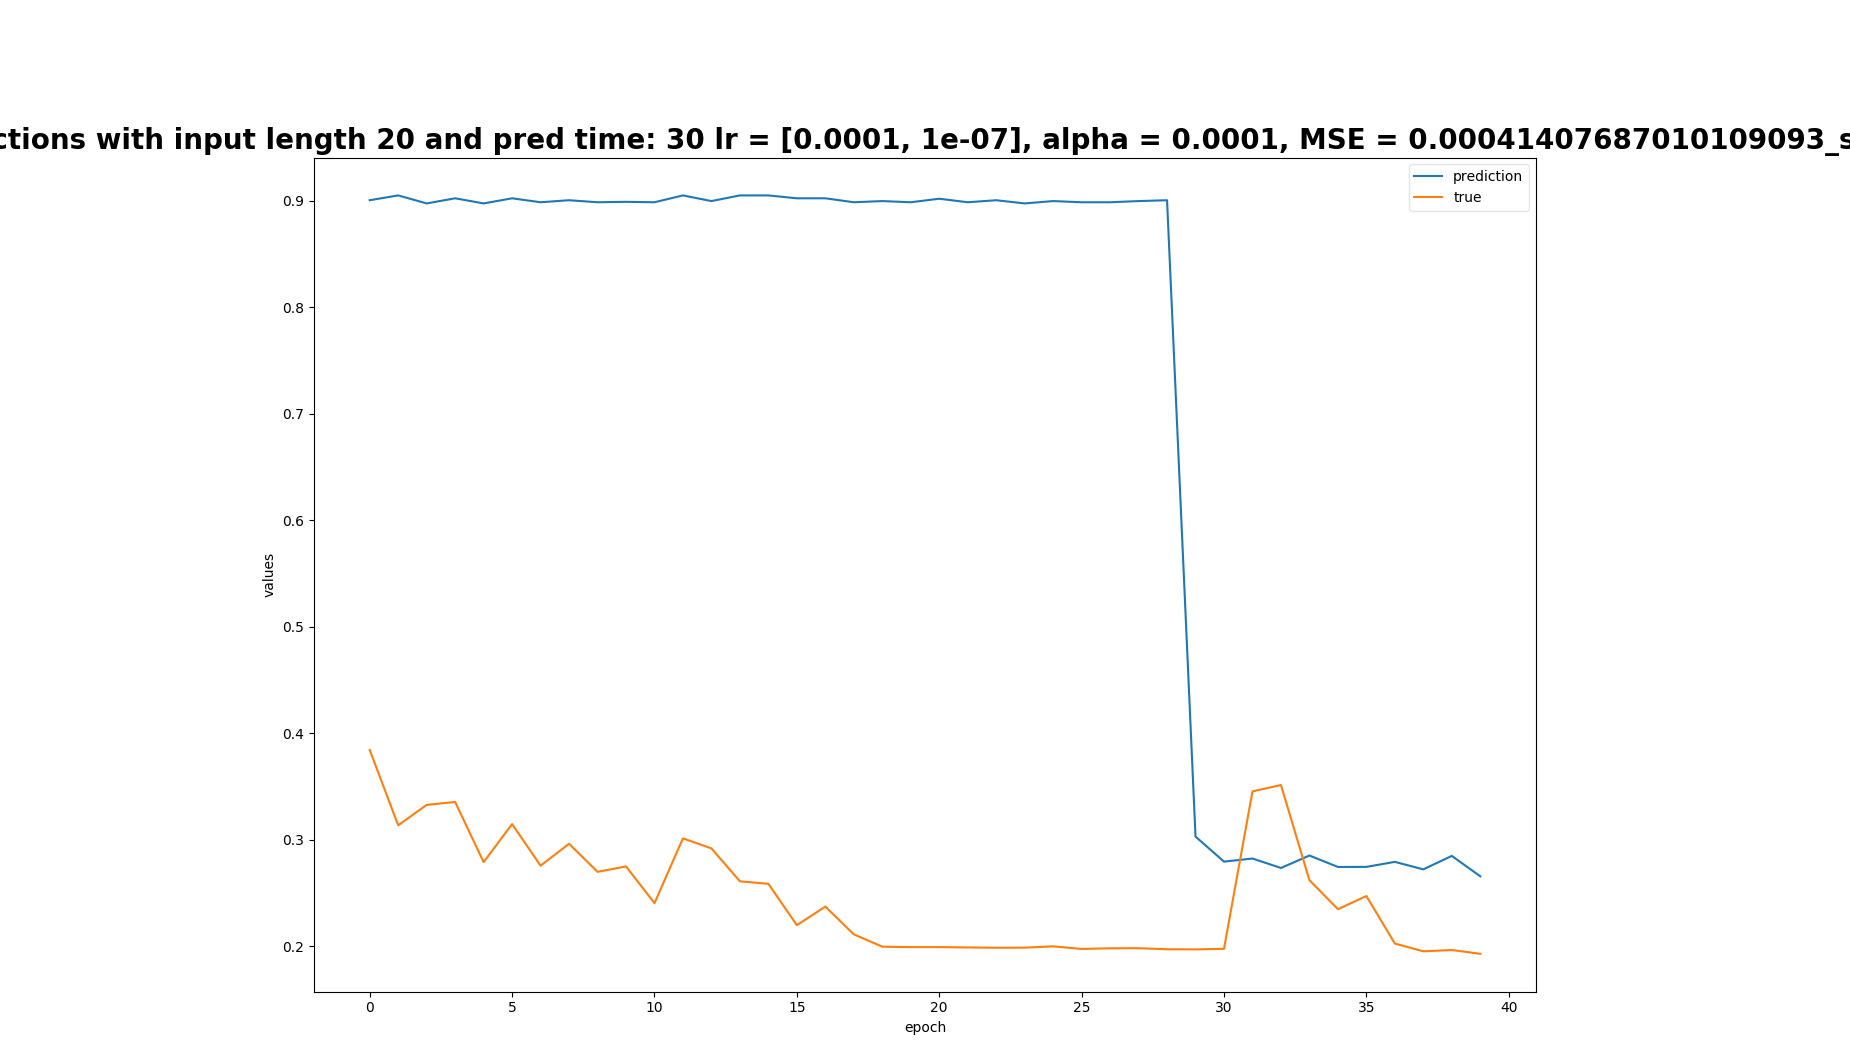 ctions with input length 20 and pred time: 30 lr = [0.0001, 1e-07], alpha = 0.0001, MSE = 0.00041407687010109093_s
prediction
true
0.9
0.8
0.7
0.6
0.5
0.4
0.3
0.2
values
0 5 10 15 20 25 30 35 40
epoch